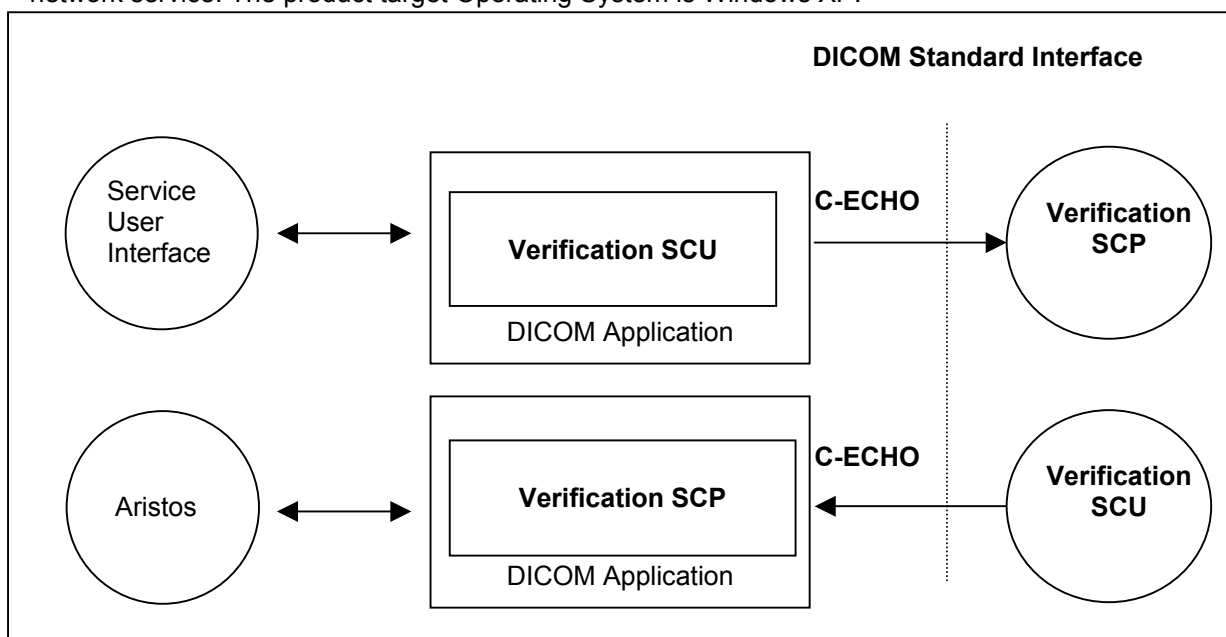 network service. The product target Operating System is Windows XP.
DICOM Standard Interface
Service
User
Interface
Verification SCU
DICOM Application
C-ECHO
Verification
SCP
Aristos
Verification SCP
DICOM Application
C-ECHO
Verification
SCU